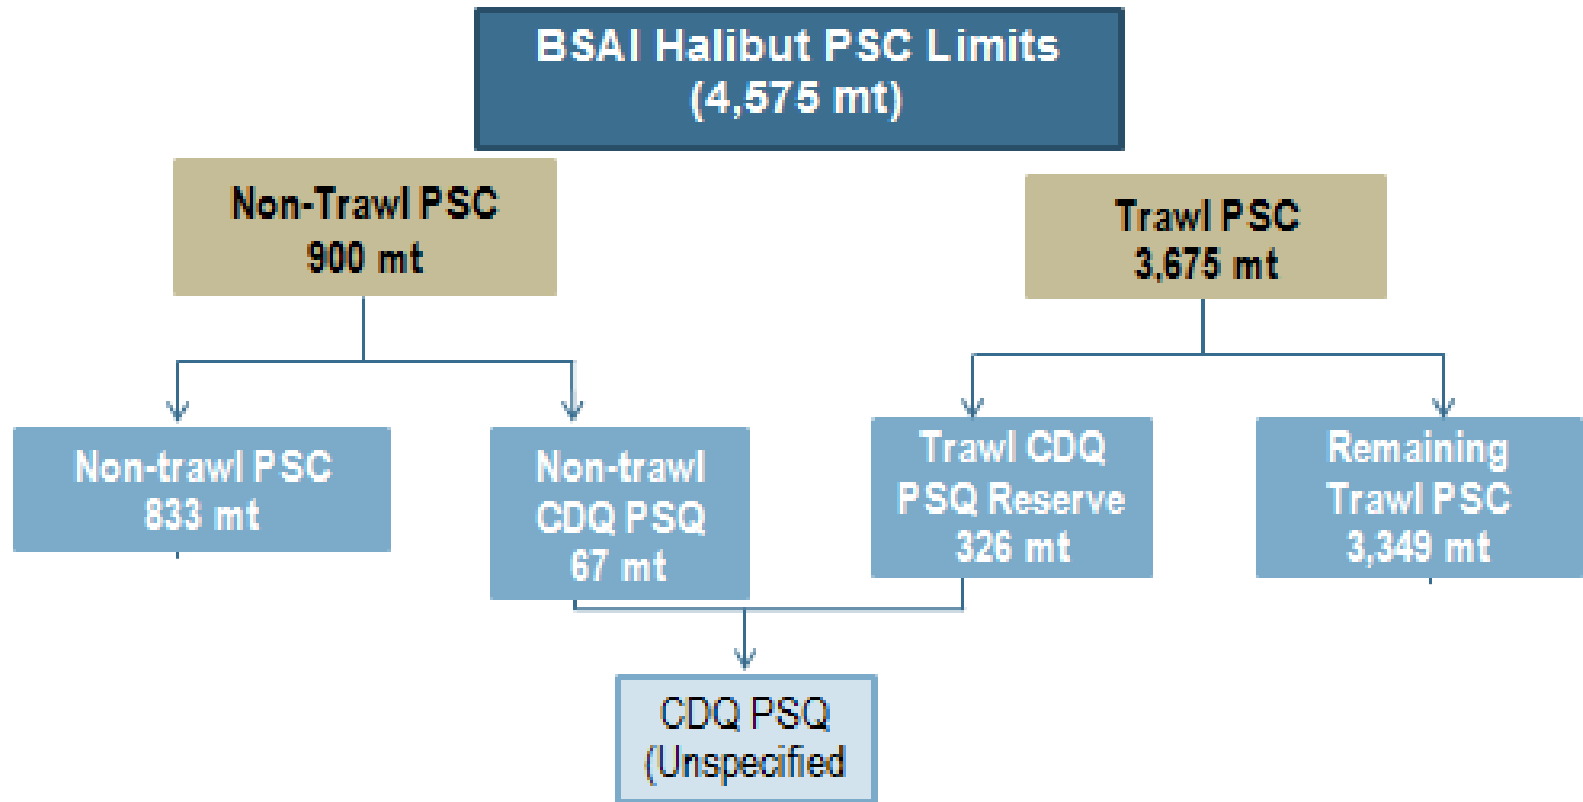 BSAI Halibut PSC Limits
(4,575 mt)
Non-Trawl PSC
900 mt
Trawl PSC
3,675 mt
Non-trawl PSC
833 mt
Non-trawl
CDQ PSQ
67 mt
Trawl CDQ
PSQ Reserve
326 mt
Remaining
Trawl PSC
3,349 mt
CDQ PSQ
(Unspecified